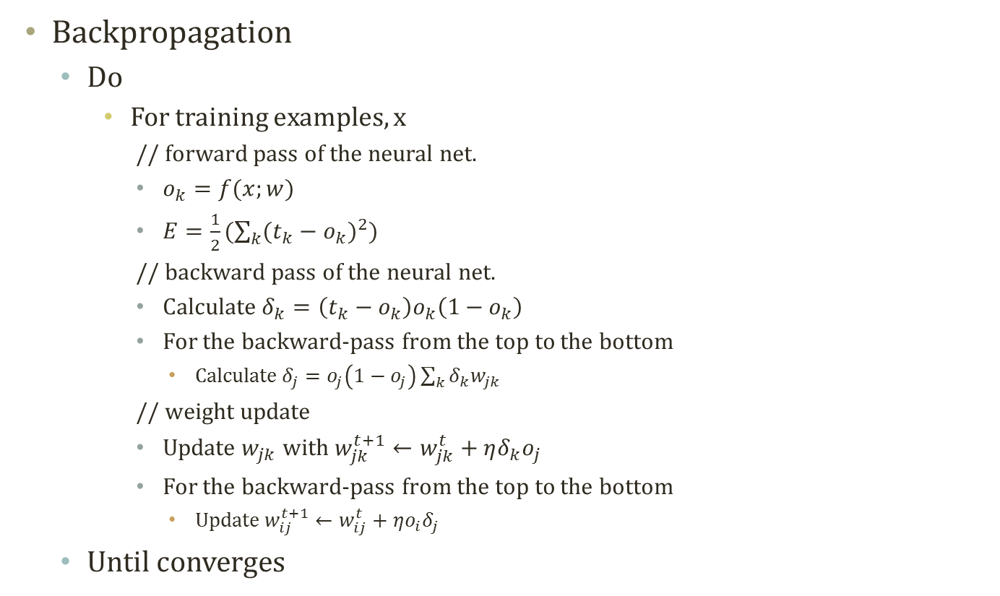 • Backpropagation
• Do
• For training examples, x
// forward pass of the neural net.
• $o_k = f(x; w)$
• $E = \frac{1}{2}(\sum_k (t_k - o_k)^2)$
// backward pass of the neural net.
• Calculate $\delta_k = (t_k - o_k)o_k(1 - o_k)$
• For the backward-pass from the top to the bottom
• Calculate $\delta_j = o_j(1 - o_j) \sum_k \delta_k w_{jk}$
// weight update
• Update $w_{jk}$ with $w_{jk}^{t+1} \leftarrow w_{jk}^{t} + \eta \delta_k o_j$
• For the backward-pass from the top to the bottom
• Update $w_{ij}^{t+1} \leftarrow w_{ij}^{t} + \eta o_i \delta_j$
• Until converges